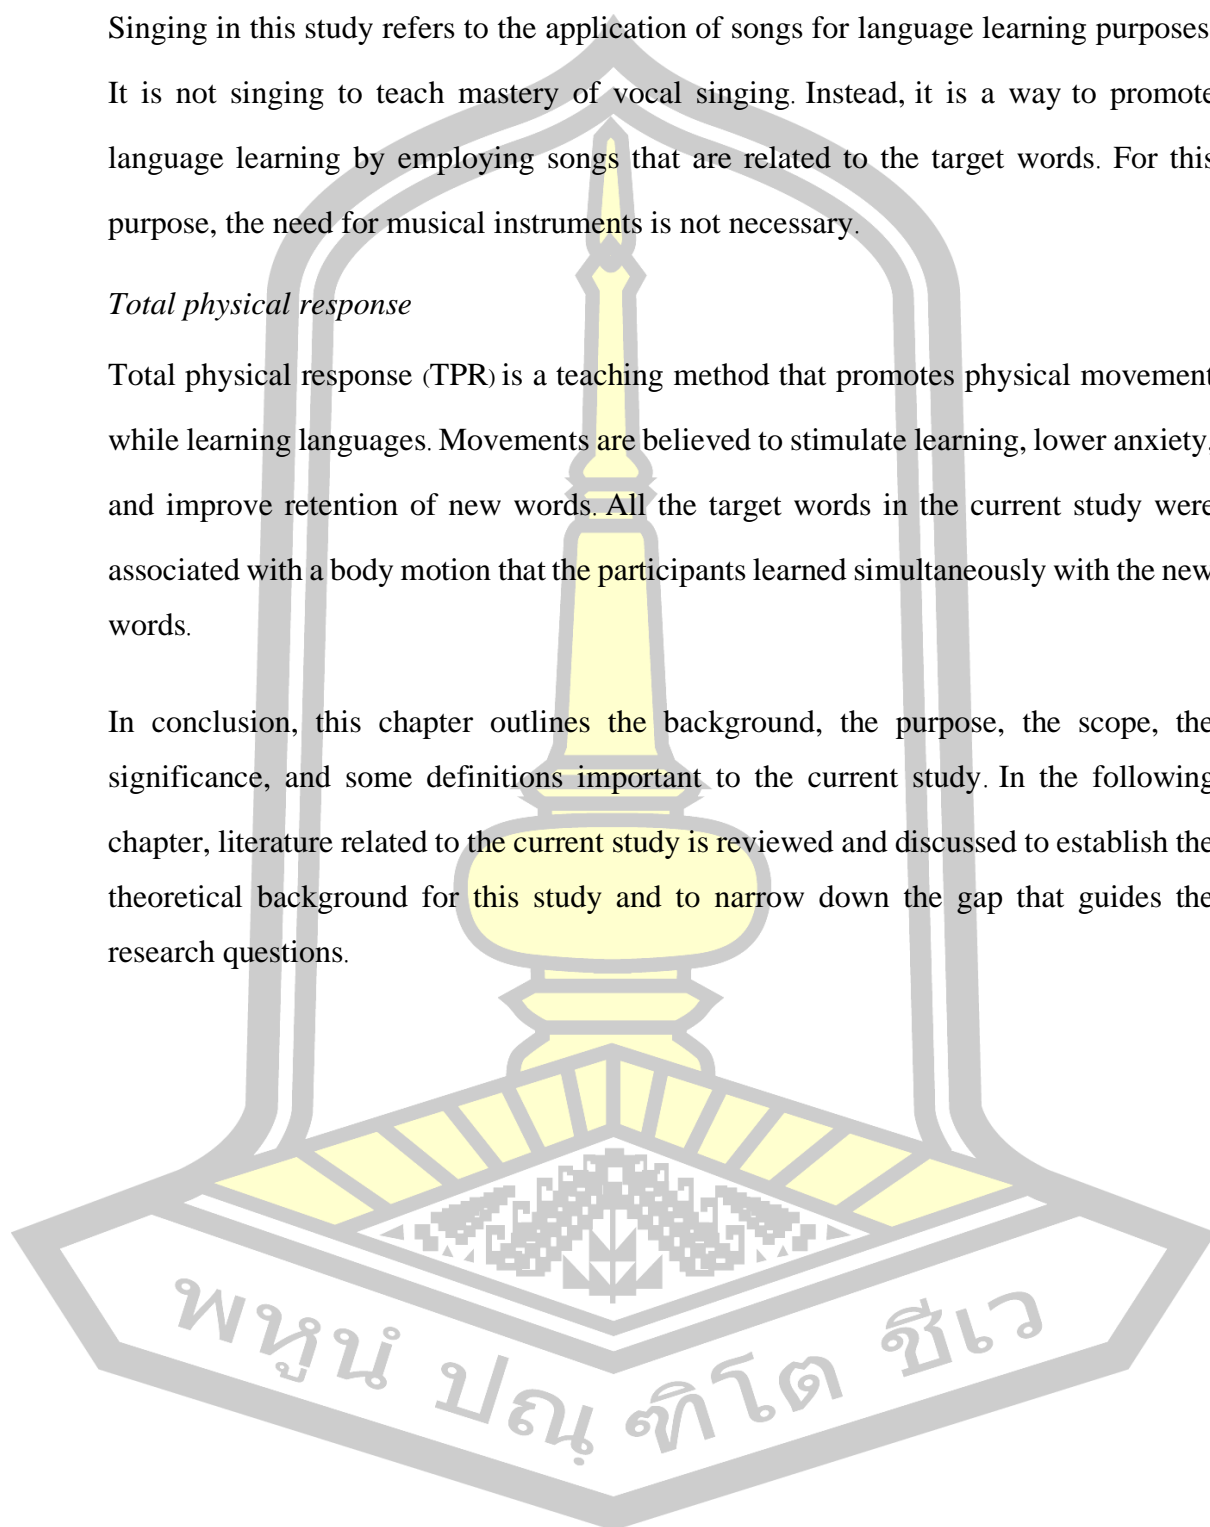 Singing in this study refers to the application of songs for language learning purposes
It is not singing to teach mastery of vocal singing. Instead, it is a way to promote
language learning by employing songs that are related to the target words. For this
purpose, the need for musical instruments is not necessary.
Total physical response
Total physical response (TPR) is a teaching method that promotes physical movement
while learning languages. Movements are believed to stimulate learning, lower anxiety,
and improve retention of new words. All the target words in the current study were
associated with a body motion that the participants learned simultaneously with the new
words.
In conclusion, this chapter outlines the background, the purpose, the scope, the
significance, and some definitions important to the current study. In the following
chapter, literature related to the current study is reviewed and discussed to establish the
theoretical background for this study and to narrow down the gap that guides the
research questions.
พหูนํ ปณฺฑิโต ชีเว